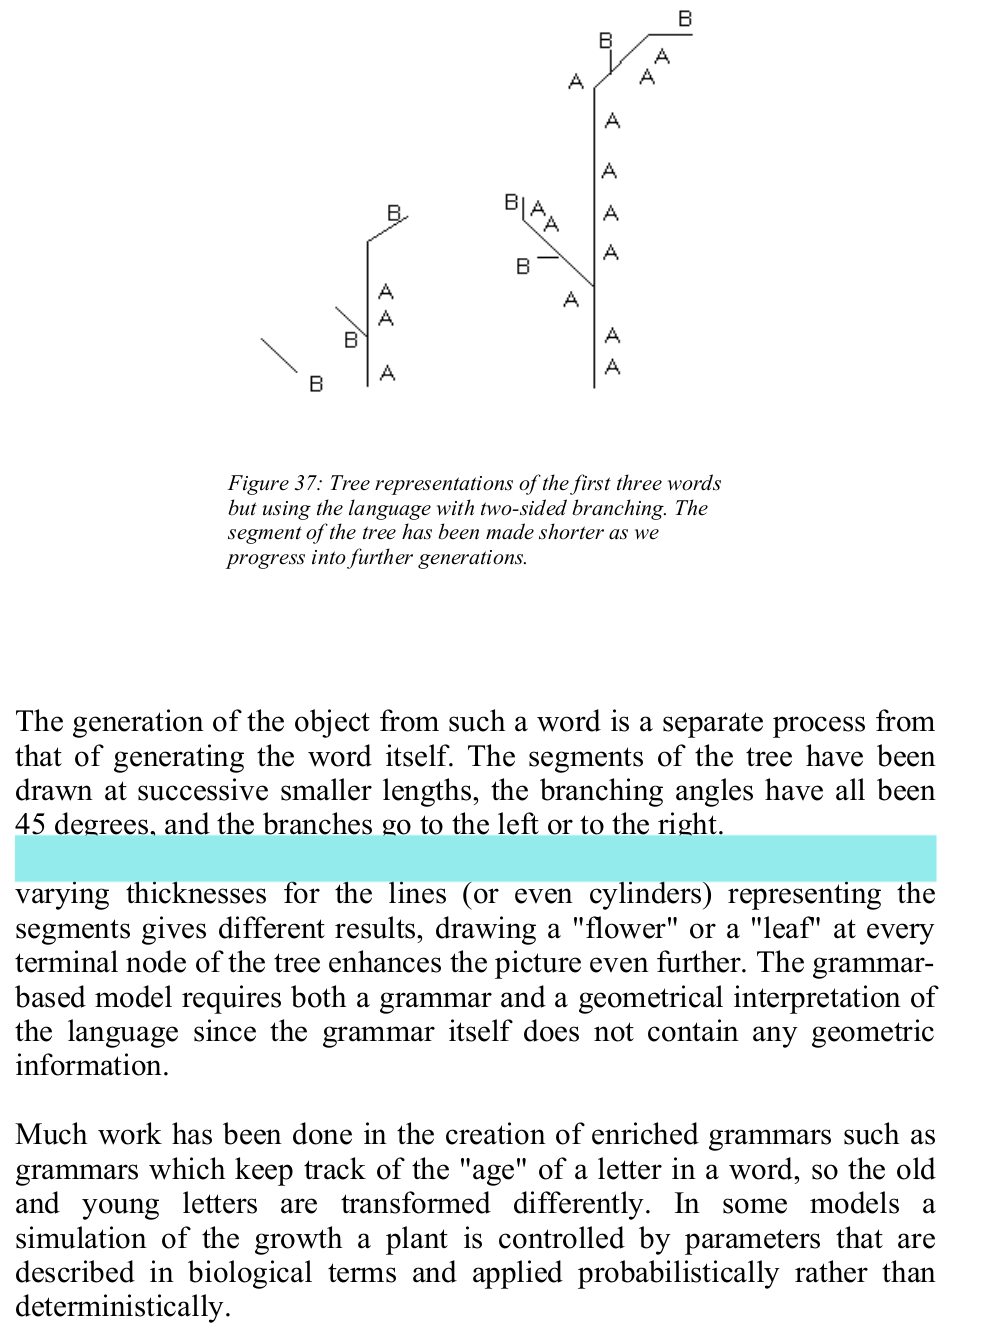 B
B
A
A
A
A
B
B
A
A
A
A
B
A
A
B
A
A
B
A
B
A
A
B
A
Figure 37: Tree representations of the first three words
but using the language with two-sided branching. The
segment of the tree has been made shorter as we
progress into further generations.
The generation of the object from such a word is a separate process from
that of generating the word itself. The segments of the tree have been
drawn at successive smaller lengths, the branching angles have all been
45 degrees, and the branches go to the left or to the right.
varying thicknesses for the lines (or even cylinders) representing the
segments gives different results, drawing a "flower" or a "leaf" at every
terminal node of the tree enhances the picture even further. The grammar-
based model requires both a grammar and a geometrical interpretation of
the language since the grammar itself does not contain any geometric
information.
Much work has been done in the creation of enriched grammars such as
grammars which keep track of the "age" of a letter in a word, so the old
and young letters are transformed differently. In some models a
simulation of the growth a plant is controlled by parameters that are
described in biological terms and applied probabilistically rather than
deterministically.